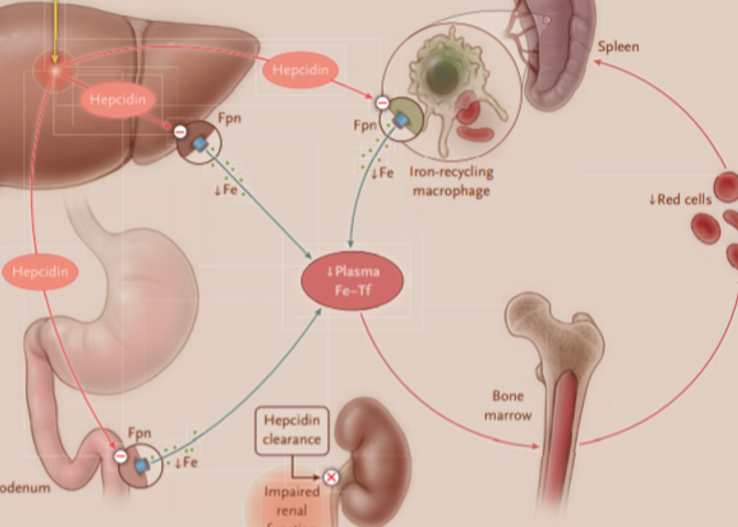 Hepcidin
Spleen
Hepcidin
Fpn
Fpn
↓Fe
Iron-recycling
macrophage
↓Fe
↓Red cells
Hepcidin
↓Plasma
Fe–Tf
Bone
marrow
Hepcidin
clearance
Fpn
↓Fe
odenum
Impaired
renal